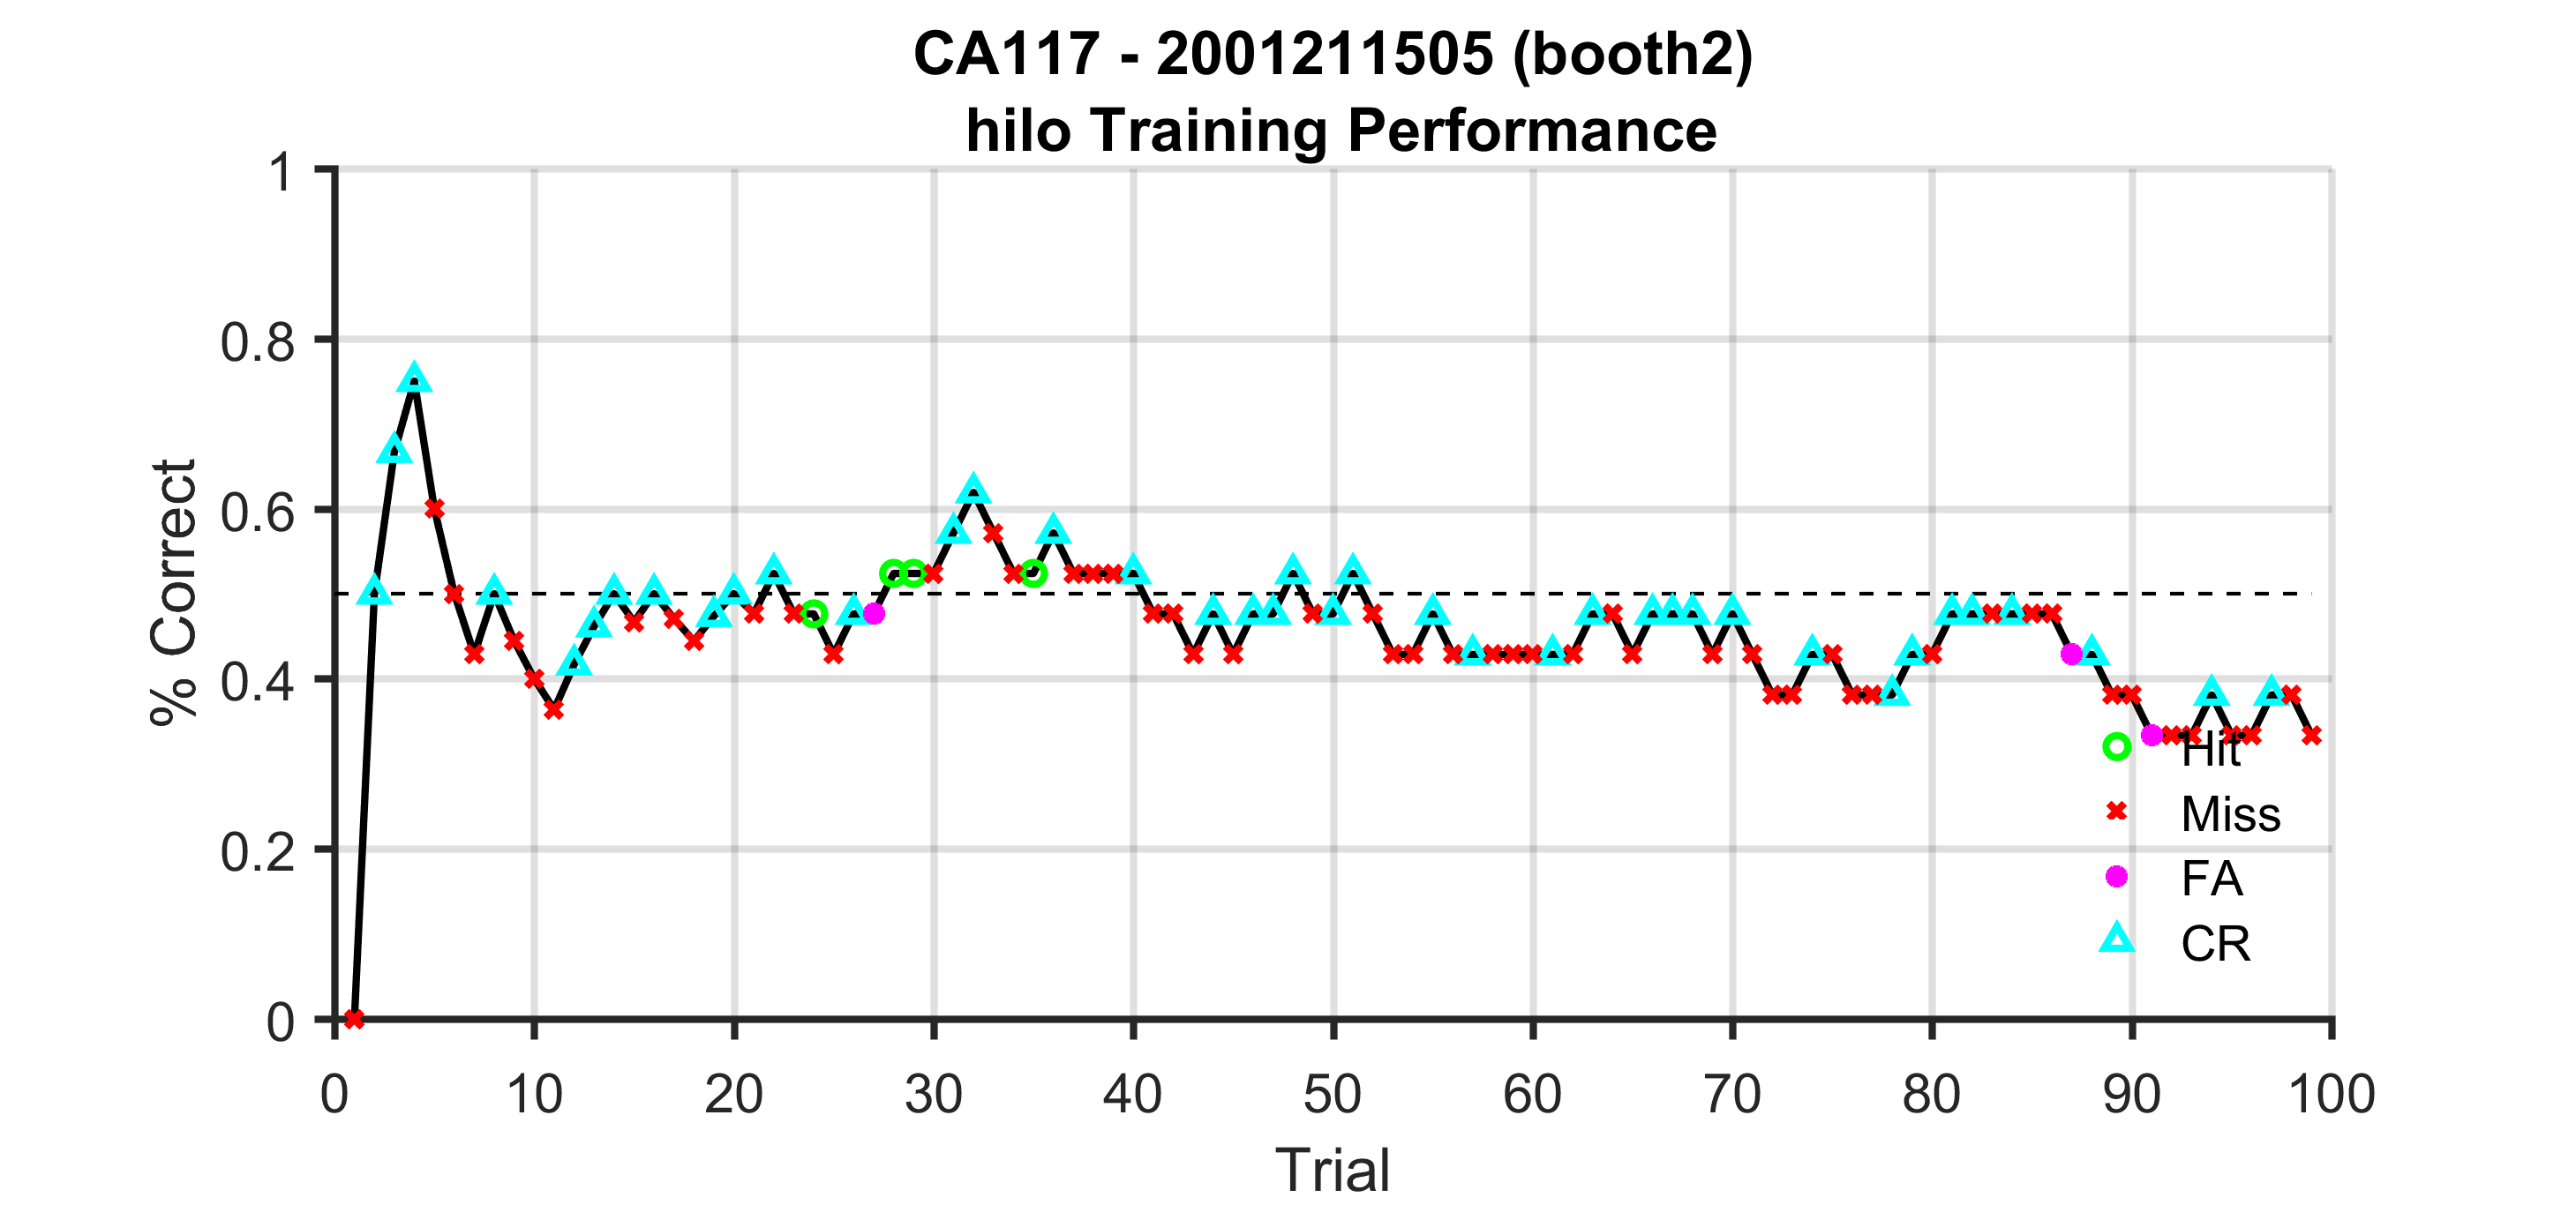 CA117 - 2001211505 (booth2)
hilo Training Performance
% Correct
1
0.8
0.6
0.4
0.2
0
0 10 20 30 40 50 60 70 80 90 100
Trial
Hit
Miss
FA
CR